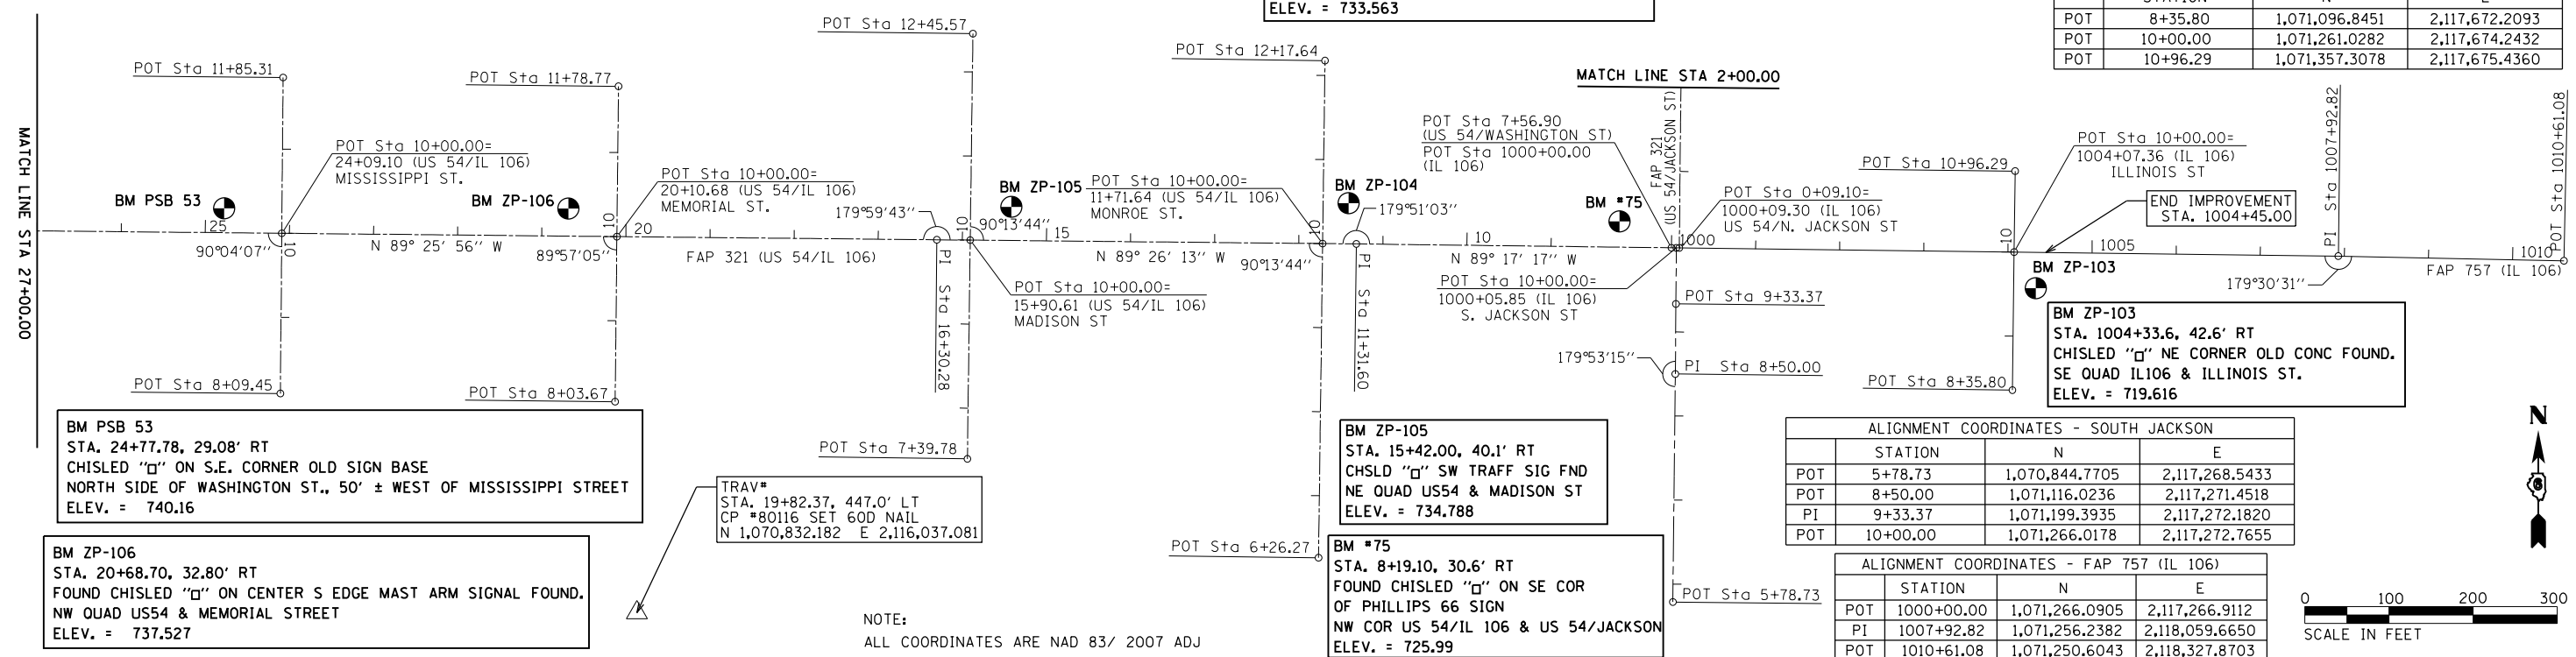 ELEV. = 733.563
STATION N E
POT 8+35.80 1,071,096.8451 2,117,672.2093
POT 10+00.00 1,071,261.0282 2,117,674.2432
POT 10+96.29 1,071,357.3078 2,117,675.4360
MATCH LINE STA 27+00.00
POT Sta 11+85.31
POT Sta 11+78.77
POT Sta 12+45.57
POT Sta 12+17.64
MATCH LINE STA 2+00.00
FAP 321
(US 54/JACKSON ST)
POT Sta 10+00.00=
24+09.10 (US 54/IL 106)
MISSISSIPPI ST.
BM PSB 53
25
10
90°04'07"
N 89° 25' 56" W
BM ZP-106
POT Sta 10+00.00=
20+10.68 (US 54/IL 106)
MEMORIAL ST.
10
20
89°57'05"
FAP 321 (US 54/IL 106)
179°59'43"
10
90°13'44"
BM ZP-105
15
POT Sta 10+00.00=
11+71.64 (US 54/IL 106)
MONROE ST.
N 89° 26' 13" W
10
90°13'44"
BM ZP-104
179°51'03"
10
N 89° 17' 17" W
POT Sta 7+56.90
(US 54/WASHINGTON ST)
POT Sta 1000+00.00
(IL 106)
BM #75
1000
POT Sta 0+09.10=
1000+09.30 (IL 106)
US 54/N. JACKSON ST
POT Sta 10+96.29
10
POT Sta 10+00.00=
1004+07.36 (IL 106)
ILLINOIS ST
END IMPROVEMENT
STA. 1004+45.00
1005
PI Sta 1007+92.82
POT Sta 1010+61.08
1010
FAP 757 (IL 106)
179°30'31"
BM ZP-103
PI Sta 16+30.28
POT Sta 10+00.00=
15+90.61 (US 54/IL 106)
MADISON ST
PI Sta 11+31.60
POT Sta 10+00.00=
1000+05.85 (IL 106)
S. JACKSON ST
POT Sta 9+33.37
179°53'15"
PI Sta 8+50.00
POT Sta 8+35.80
POT Sta 8+09.45
POT Sta 8+03.67
POT Sta 7+39.78
POT Sta 6+26.27
POT Sta 5+78.73
BM ZP-103
STA. 1004+33.6, 42.6' RT
CHISLED "□" NE CORNER OLD CONC FOUND.
SE QUAD IL106 & ILLINOIS ST.
ELEV. = 719.616
BM PSB 53
STA. 24+77.78, 29.08' RT
CHISLED "□" ON S.E. CORNER OLD SIGN BASE
NORTH SIDE OF WASHINGTON ST., 50' ± WEST OF MISSISSIPPI STREET
ELEV. = 740.16
BM ZP-106
STA. 20+68.70, 32.80' RT
FOUND CHISLED "□" ON CENTER S EDGE MAST ARM SIGNAL FOUND.
NW QUAD US54 & MEMORIAL STREET
ELEV. = 737.527
TRAV#
STA. 19+82.37, 447.0' LT
CP #80116 SET 60D NAIL
N 1,070,832.182 E 2,116,037.081
NOTE:
ALL COORDINATES ARE NAD 83/ 2007 ADJ
BM ZP-105
STA. 15+42.00, 40.1' RT
CHSLD "□" SW TRAFF SIG FND
NE QUAD US54 & MADISON ST
ELEV. = 734.788
BM #75
STA. 8+19.10, 30.6' RT
FOUND CHISLED "□" ON SE COR
OF PHILLIPS 66 SIGN
NW COR US 54/IL 106 & US 54/JACKSON
ELEV. = 725.99
ALIGNMENT COORDINATES - SOUTH JACKSON
STATION N E
POT 5+78.73 1,070,844.7705 2,117,268.5433
POT 8+50.00 1,071,116.0236 2,117,271.4518
PI 9+33.37 1,071,199.3935 2,117,272.1820
POT 10+00.00 1,071,266.0178 2,117,272.7655
ALIGNMENT COORDINATES - FAP 757 (IL 106)
STATION N E
POT 1000+00.00 1,071,266.0905 2,117,266.9112
PI 1007+92.82 1,071,256.2382 2,118,059.6650
POT 1010+61.08 1,071,250.6043 2,118,327.8703
N
0 100 200 300
SCALE IN FEET